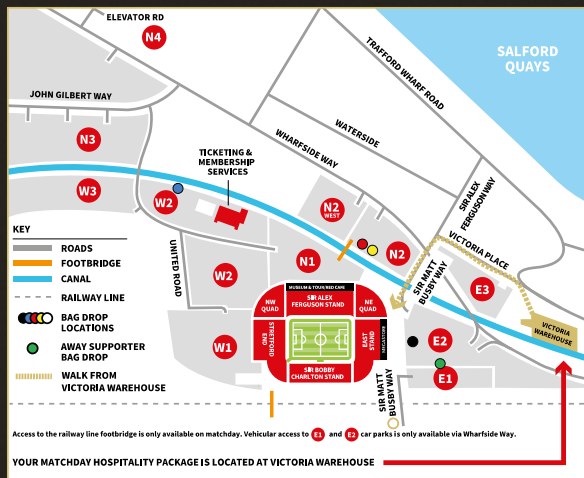 ELEVATOR RD
N4
SALFORD
QUAYS
TRAFFORD WHARF ROAD
JOHN GILBERT WAY
N3
WATERSIDE
WHARFSIDE WAY
TICKETING &
MEMBERSHIP
SERVICES
SIR ALEX
FERGUSON WAY
W3
W2
N2
WEST
KEY
ROADS
FOOTBRIDGE
CANAL
RAILWAY LINE
BAG DROP
LOCATIONS
AWAY SUPPORTER
BAG DROP
WALK FROM
VICTORIA WAREHOUSE
UNITED ROAD
W2
N1
N2
SIR MATT
BUSBY WAY
VICTORIA PLACE
E3
MUSEUM & TOUR/RED CAFE
NW
QUAD
SIR ALEX
FERGUSON STAND
NE
QUAD
W1
STRETFORD
END
EAST
STAND
MEGASTORE
SIR BOBBY
CHARLTON STAND
E2
E1
VICTORIA
WAREHOUSE
SIR MATT
BUSBY WAY
Access to the railway line footbridge is only available on matchday. Vehicular access to E1 and E2 car parks is only available via Wharfside Way.
YOUR MATCHDAY HOSPITALITY PACKAGE IS LOCATED AT VICTORIA WAREHOUSE